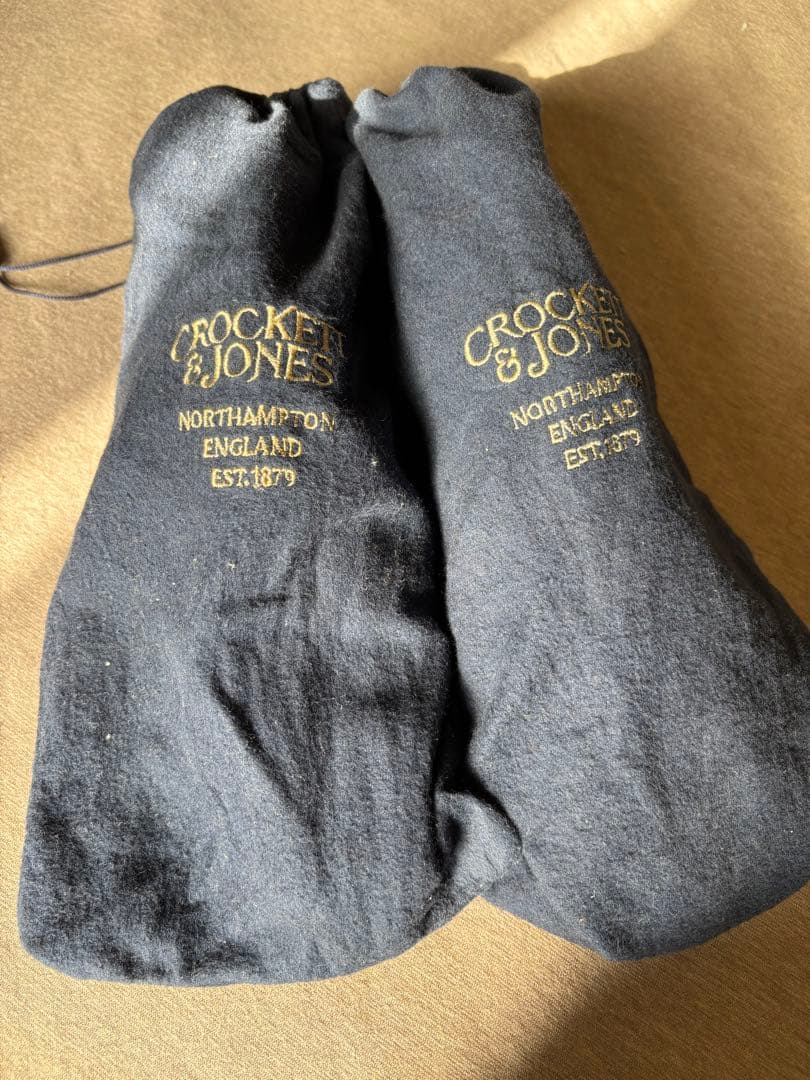 CROCKETT
& JONES
NORTHAMPTON
ENGLAND
EST. 1879
CROCKETT
& JONES
NORTHAMPTON
ENGLAND
EST. 1879